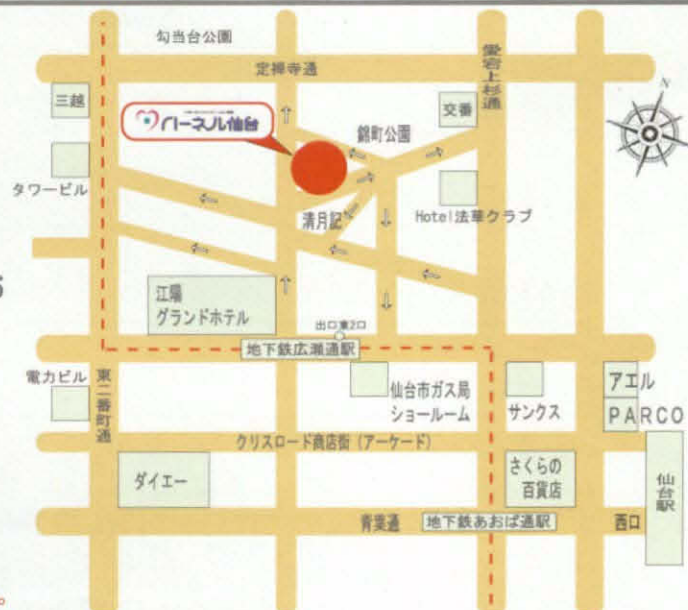 勾当台公園
定禅寺通
愛宕上杉通
三越
交番
N
ハーネル仙台
錦町公園
タワービル
清月記
Hotel法華クラブ
江陽
グランドホテル
出口東2口
地下鉄広瀬通駅
電力ビル
東二番町通
仙台市ガス局
ショールーム
サンクス
アエル
PARCO
クリスロード商店街(アーケード)
ダイエー
さくらの
百貨店
仙台駅
青葉通
地下鉄あおば通駅
西口